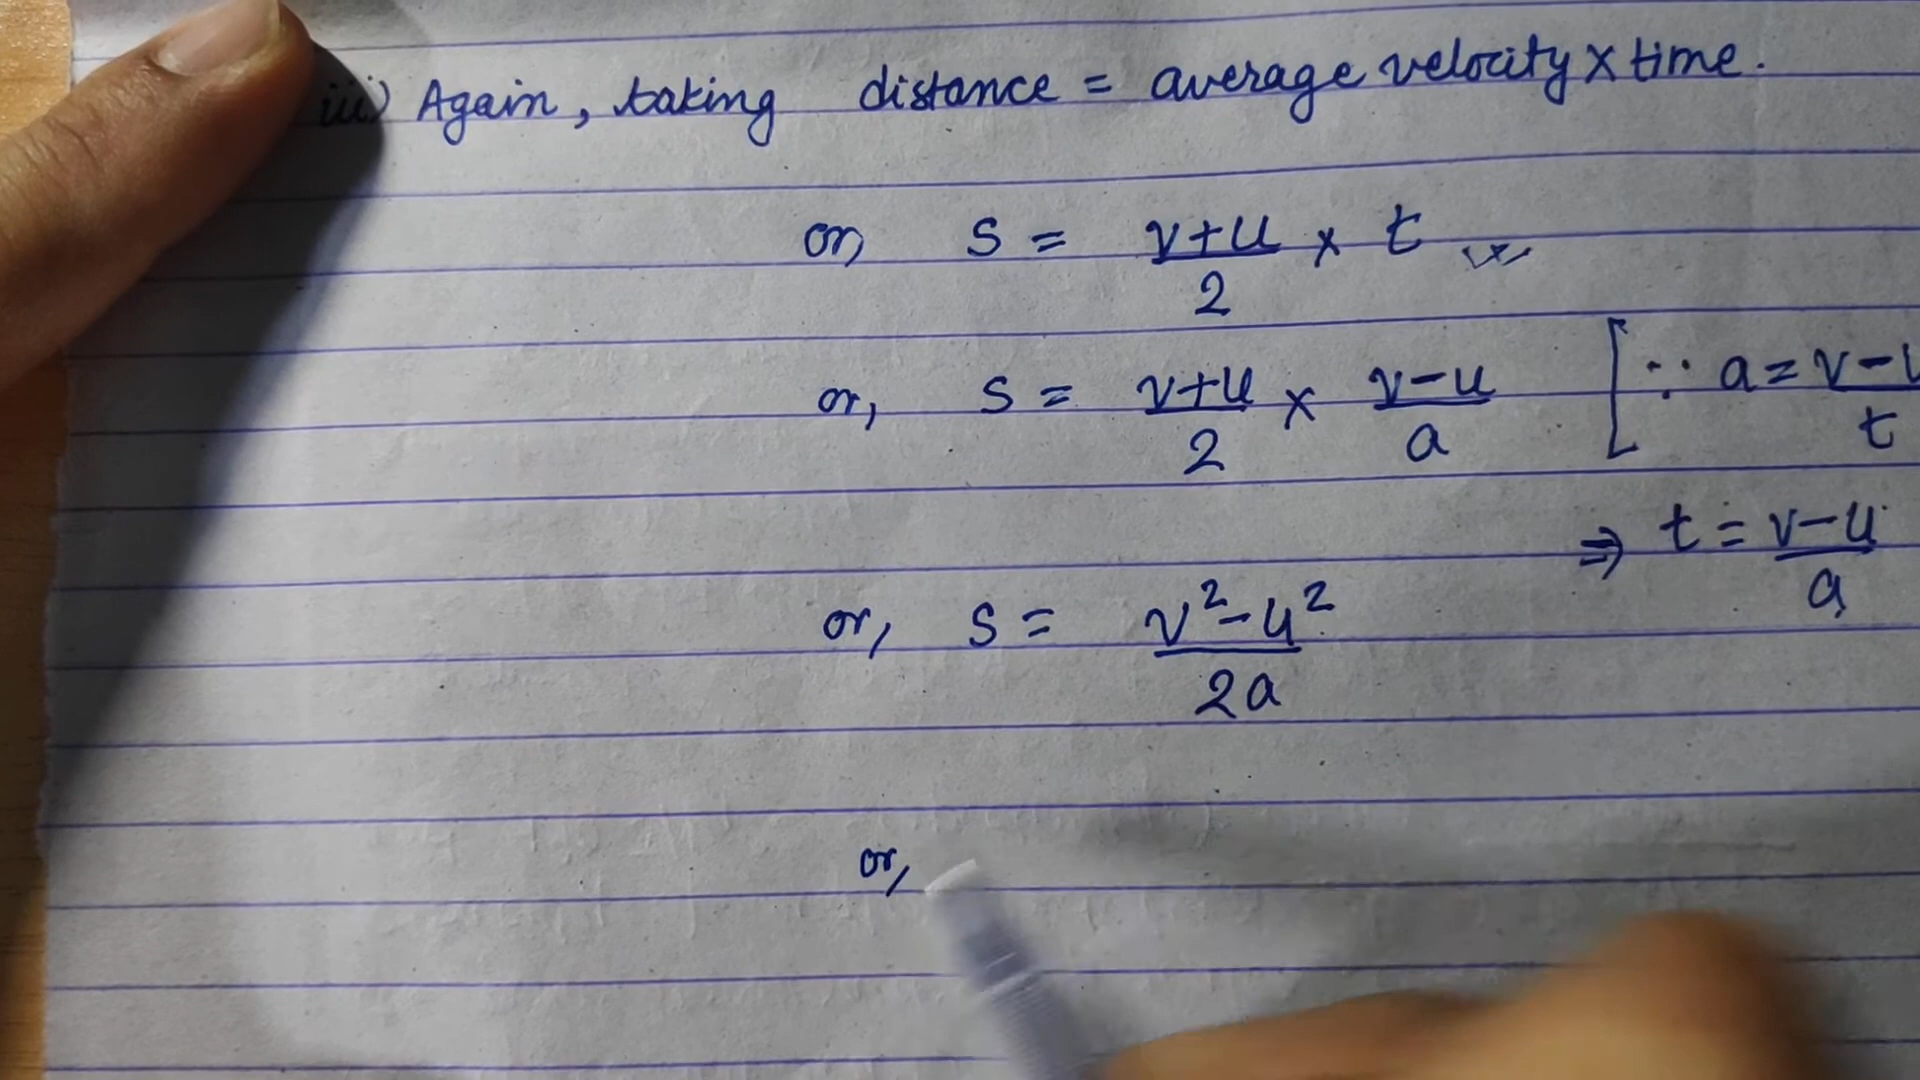 iii) Again, taking distance = average velocity × time.
or, s = v+u/2 × t
or, s = v+u/2 × v-u/a [∵ a = v-u/t
⇒ t = v-u/a
or, s = v²-u²/2a
or,